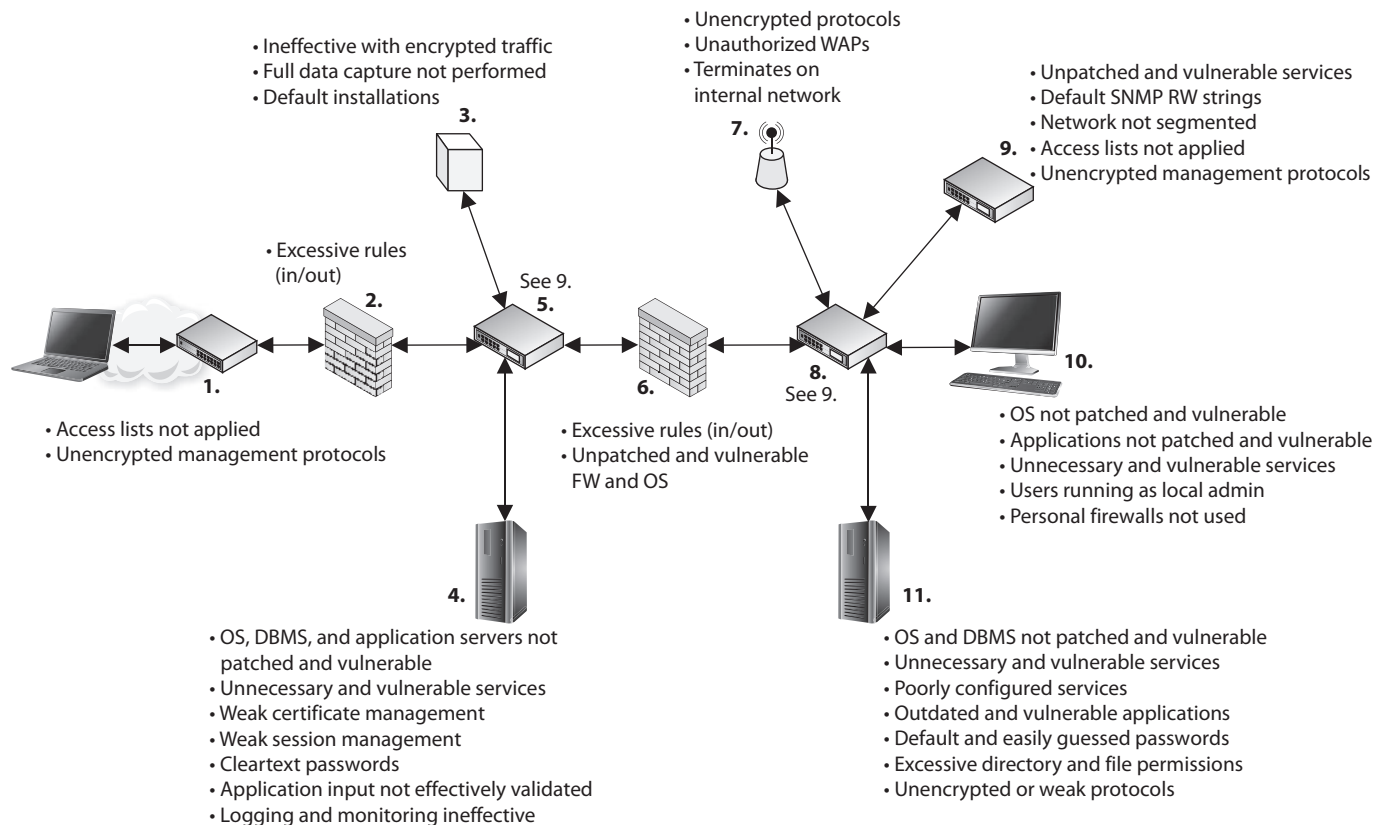 • Ineffective with encrypted traffic
• Full data capture not performed
• Default installations
3.
• Unencrypted protocols
• Unauthorized WAPs
• Terminates on
internal network
7.
• Unpatched and vulnerable services
• Default SNMP RW strings
• Network not segmented
9. • Access lists not applied
• Unencrypted management protocols
• Excessive rules
(in/out)
2.
See 9.
5.
1.
• Access lists not applied
• Unencrypted management protocols
6.
• Excessive rules (in/out)
• Unpatched and vulnerable
FW and OS
8.
See 9.
10.
• OS not patched and vulnerable
• Applications not patched and vulnerable
• Unnecessary and vulnerable services
• Users running as local admin
• Personal firewalls not used
4.
• OS, DBMS, and application servers not
patched and vulnerable
• Unnecessary and vulnerable services
• Weak certificate management
• Weak session management
• Cleartext passwords
• Application input not effectively validated
• Logging and monitoring ineffective
11.
• OS and DBMS not patched and vulnerable
• Unnecessary and vulnerable services
• Poorly configured services
• Outdated and vulnerable applications
• Default and easily guessed passwords
• Excessive directory and file permissions
• Unencrypted or weak protocols